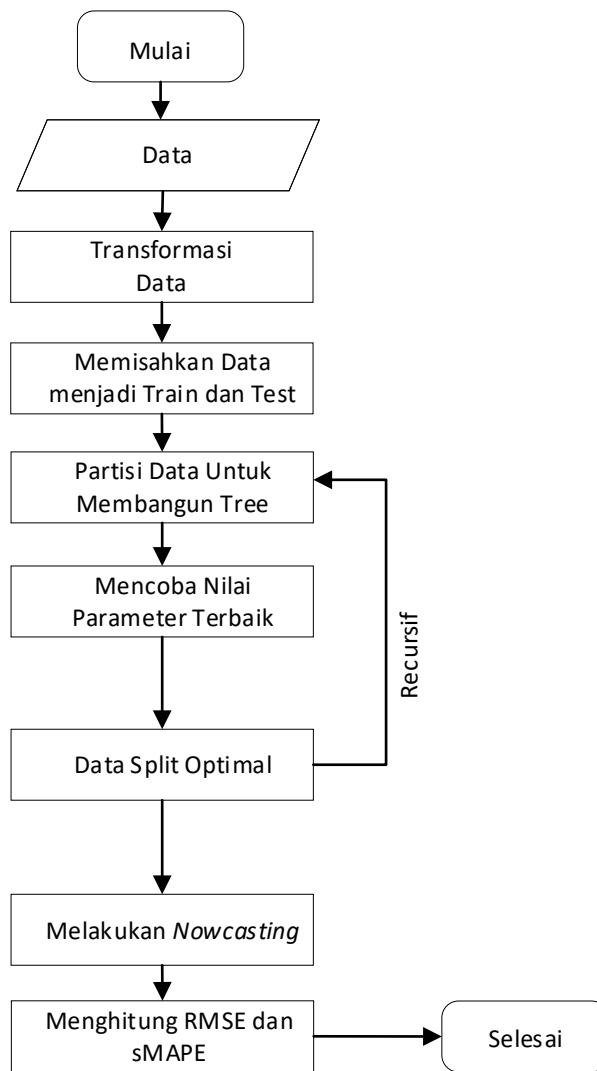 Mulai
Data
Transformasi
Data
Memisahkan Data
menjadi Train dan Test
Partisi Data Untuk
Membangun Tree
Mencoba Nilai
Parameter Terbaik
Recursif
Data Split Optimal
Melakukan Nowcasting
Menghitung RMSE dan
sMAPE
Selesai